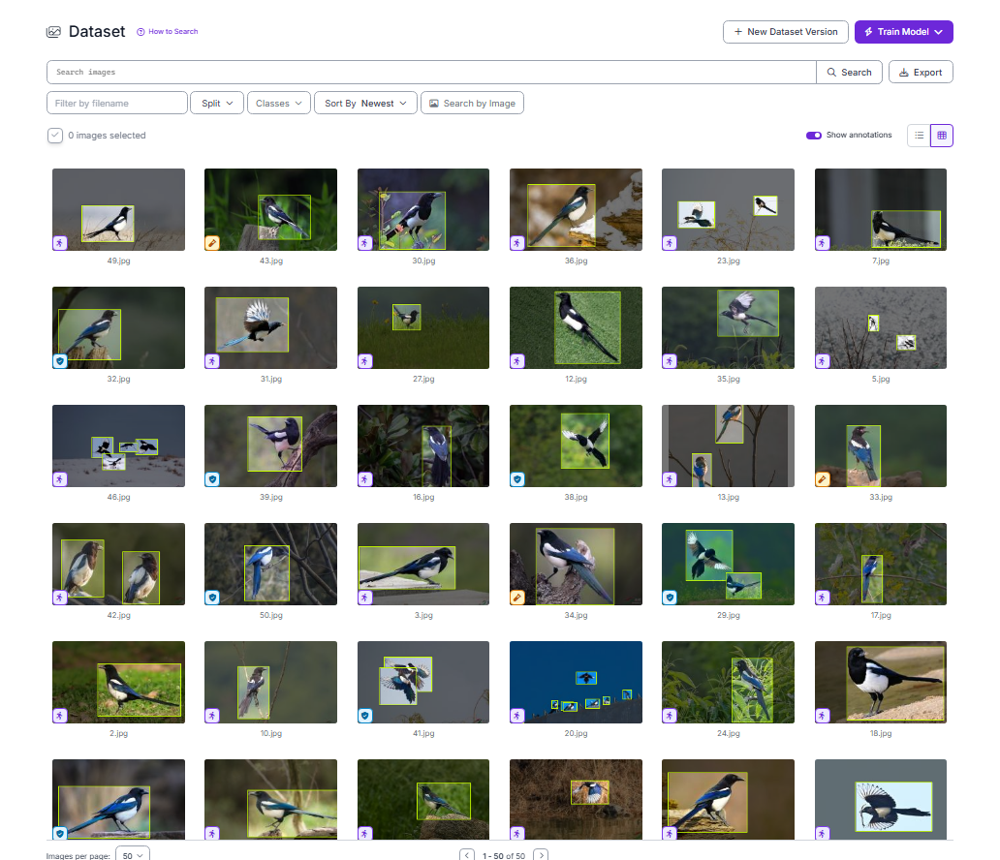 Dataset How to Search + New Dataset Version Train Model
Search images Search Export
Filter by filename Split Classes Sort By Newest Search by Image
0 images selected Show annotations
49.jpg 43.jpg 30.jpg 36.jpg 23.jpg 7.jpg
32.jpg 31.jpg 27.jpg 12.jpg 35.jpg 5.jpg
46.jpg 39.jpg 16.jpg 38.jpg 13.jpg 33.jpg
42.jpg 50.jpg 3.jpg 34.jpg 29.jpg 17.jpg
2.jpg 10.jpg 41.jpg 20.jpg 24.jpg 18.jpg
Images per page: 50 1 - 50 of 50